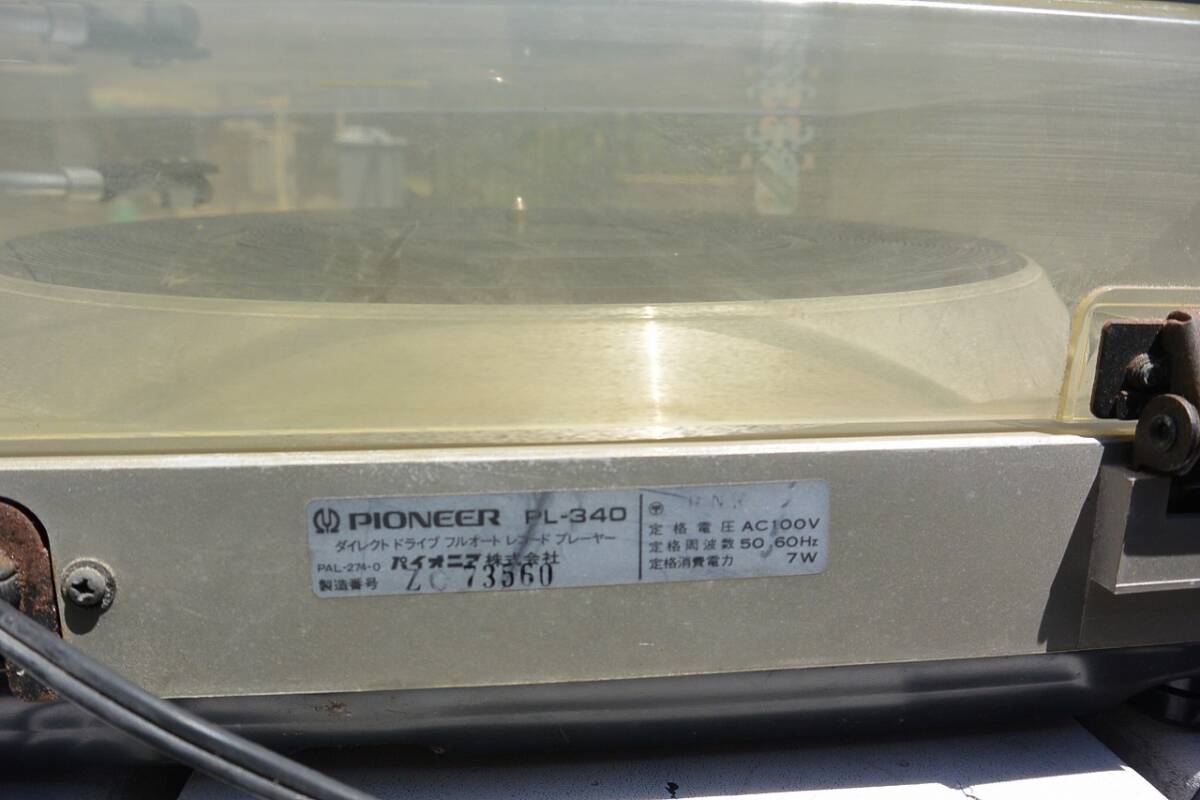 PIONEER PL-340
ダイレクト ドライブ フルオート レコード プレーヤー
PAL-274-0 パイオニア株式会社
製造番号 73560
〒
定格電圧 AC100V
定格周波数 50,60Hz
定格消費電力 7W